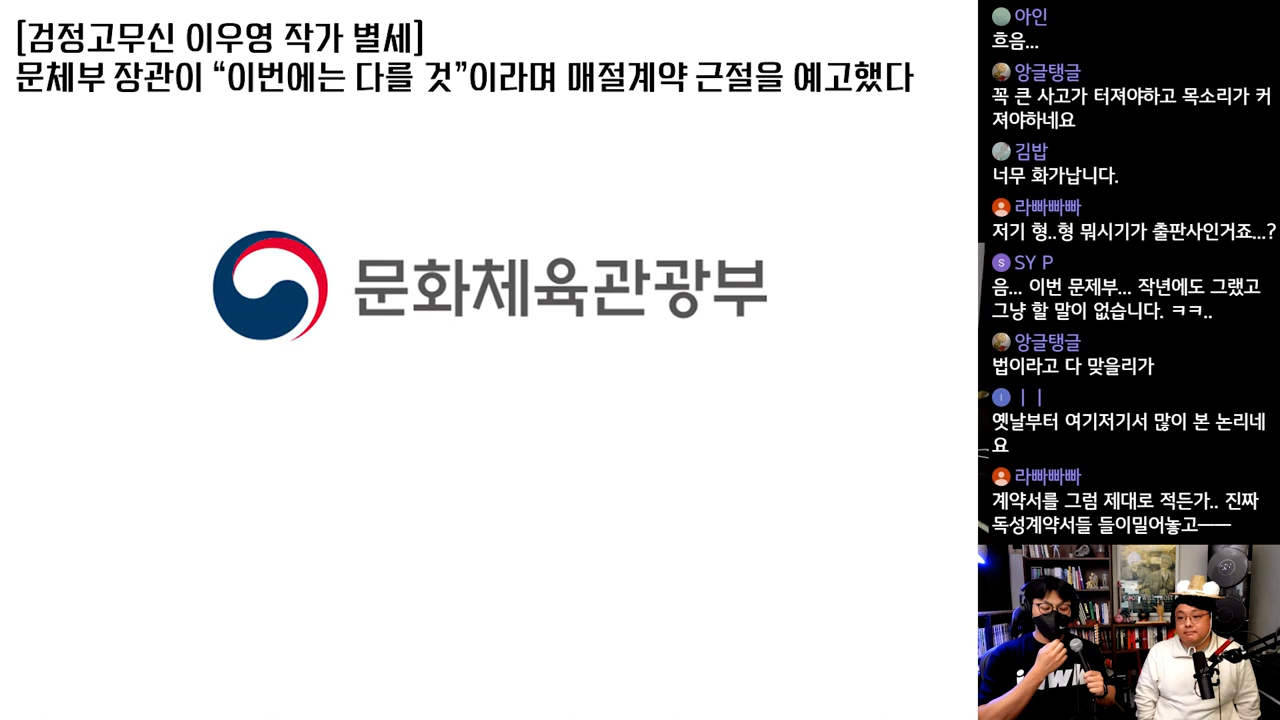 [검정고무신 이우영 작가 별세]
문체부 장관이 “이번에는 다를 것”이라며 매절계약 근절을 예고했다
문화체육관광부
아인
흐음...
앙글탱글
꼭 큰 사고가 터져야하고 목소리가 커
져야하네요
김밥
너무 화가납니다.
라빠빠빠
저기 형..형 뭐시기가 출판사인거죠...?
S SY P
음... 이번 문제부... 작년에도 그랬고
그냥 할 말이 없습니다. ㅋㅋ..
앙글탱글
법이라고 다 맞을리가
I ㅣㅣ
옛날부터 여기저기서 많이 본 논리네
요
라빠빠빠
계약서를 그럼 제대로 적든가.. 진짜
독성계약서들 들이밀어놓고ㅡㅡ